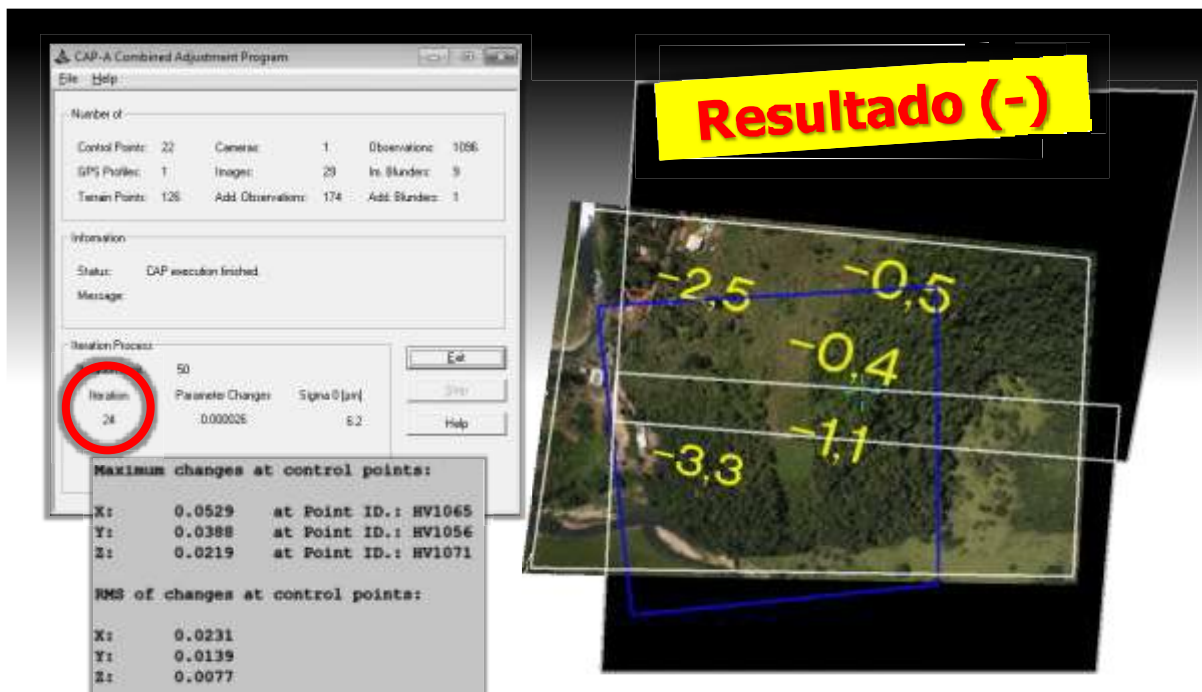 CAP-A Combined Adjustment Program
File Help
Number of
Control Points: 22 Cameras: 1 Observations: 1096
GPS Profiles: 1 Images: 29 Im. Blunders: 9
Terrain Points: 126 Add. Observations: 174 Add. Blunders: 1
Information
Status: CAP execution finished.
Message:
Iteration Process
50
Exit
Iteration Parameter Changes Sigma 0 [µm]
Stop
24 0.000026 6.2
Help
Maximum changes at control points:
X: 0.0529 at Point ID.: HV1065
Y: 0.0388 at Point ID.: HV1056
Z: 0.0219 at Point ID.: HV1071
RMS of changes at control points:
X: 0.0231
Y: 0.0139
Z: 0.0077
Resultado (-)
-2,5
-0,5
-0,4
-1,1
-3,3